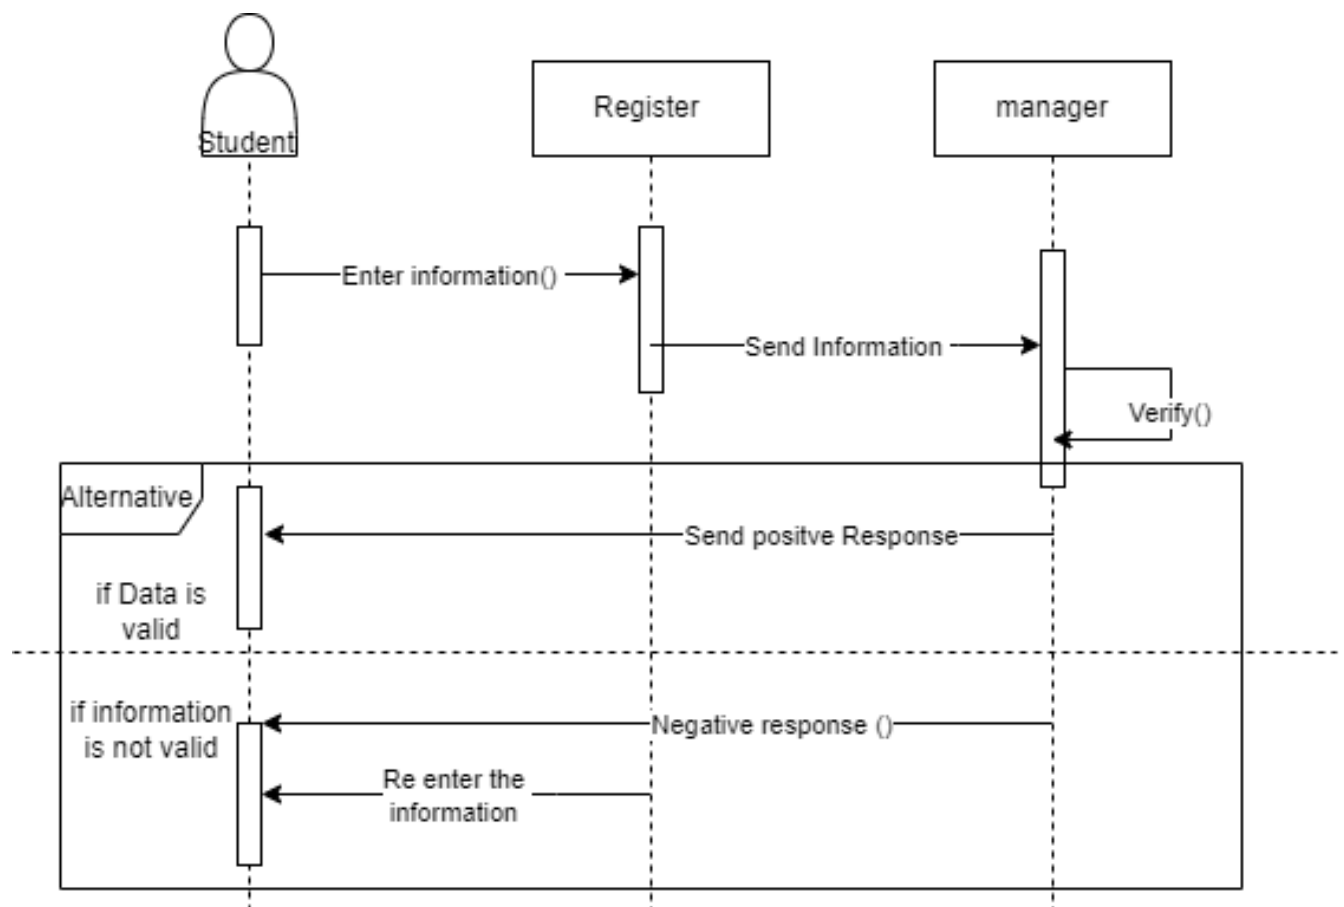 Student
Register
manager
Enter information()
Send Information
Verify()
Alternative
Send positve Response
if Data is
valid
if information
is not valid
Negative response ()
Re enter the
information